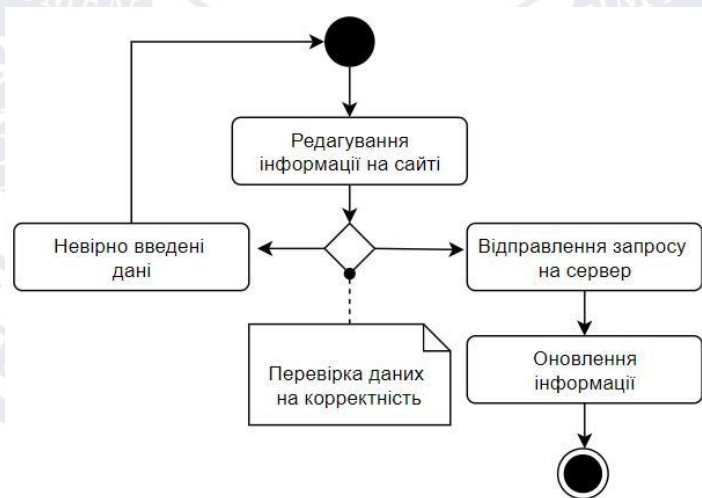 Редагування
інформації на сайті
Невірно введені
дані
Відправлення запросу
на сервер
Перевірка даних
на корректність
Оновлення
інформації